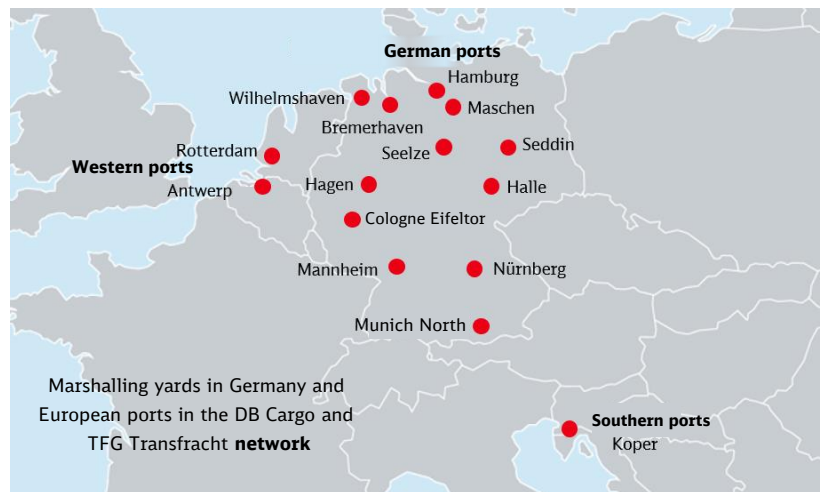 German ports
Hamburg
Wilhelmshaven
Maschen
Bremerhaven
Seelze
Seddin
Rotterdam
Western ports
Antwerp
Hagen
Halle
Cologne Eifeltor
Mannheim
Nürnberg
Munich North
Marshalling yards in Germany and
European ports in the DB Cargo and
TFG Transfracht network
Southern ports
Koper